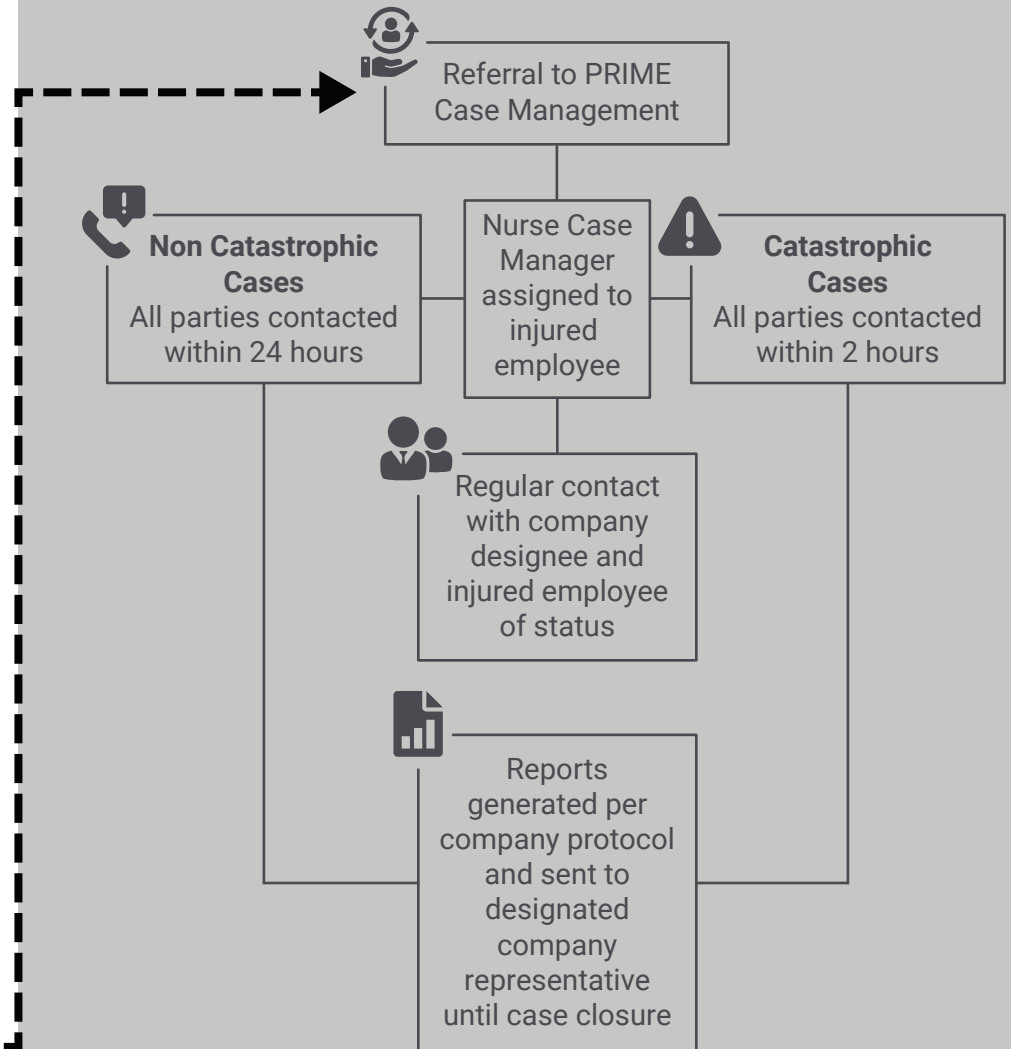 Referral to PRIME
Case Management
Non Catastrophic
Cases
All parties contacted
within 24 hours
Nurse Case
Manager
assigned to
injured
employee
Catastrophic
Cases
All parties contacted
within 2 hours
Regular contact
with company
designee and
injured employee
of status
Reports
generated per
company protocol
and sent to
designated
company
representative
until case closure